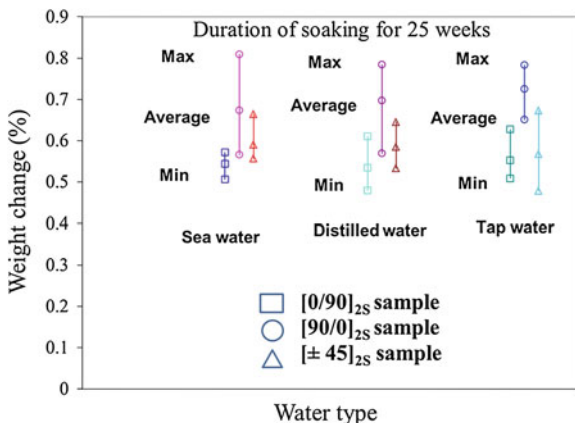 0.9
Duration of soaking for 25 weeks
0.8
Max
Max
Max
0.7
Average
Average
Average
0.6
Min
Min
Min
0.5
0.4
Sea water
Distilled water
Tap water
0.3
0.2
0.1
0
Weight change (%)
[0/90]2S sample
[90/0]2S sample
[± 45]2S sample
Water type